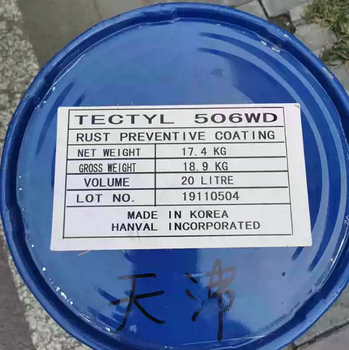 TECTYL 506WD
RUST PREVENTIVE COATING
NET WEIGHT 17.4 KG
GROSS WEIGHT 18.9 KG
VOLUME 20 LITRE
LOT NO. 19110504
MADE IN KOREA
HANVAL INCORPORATED
天沸